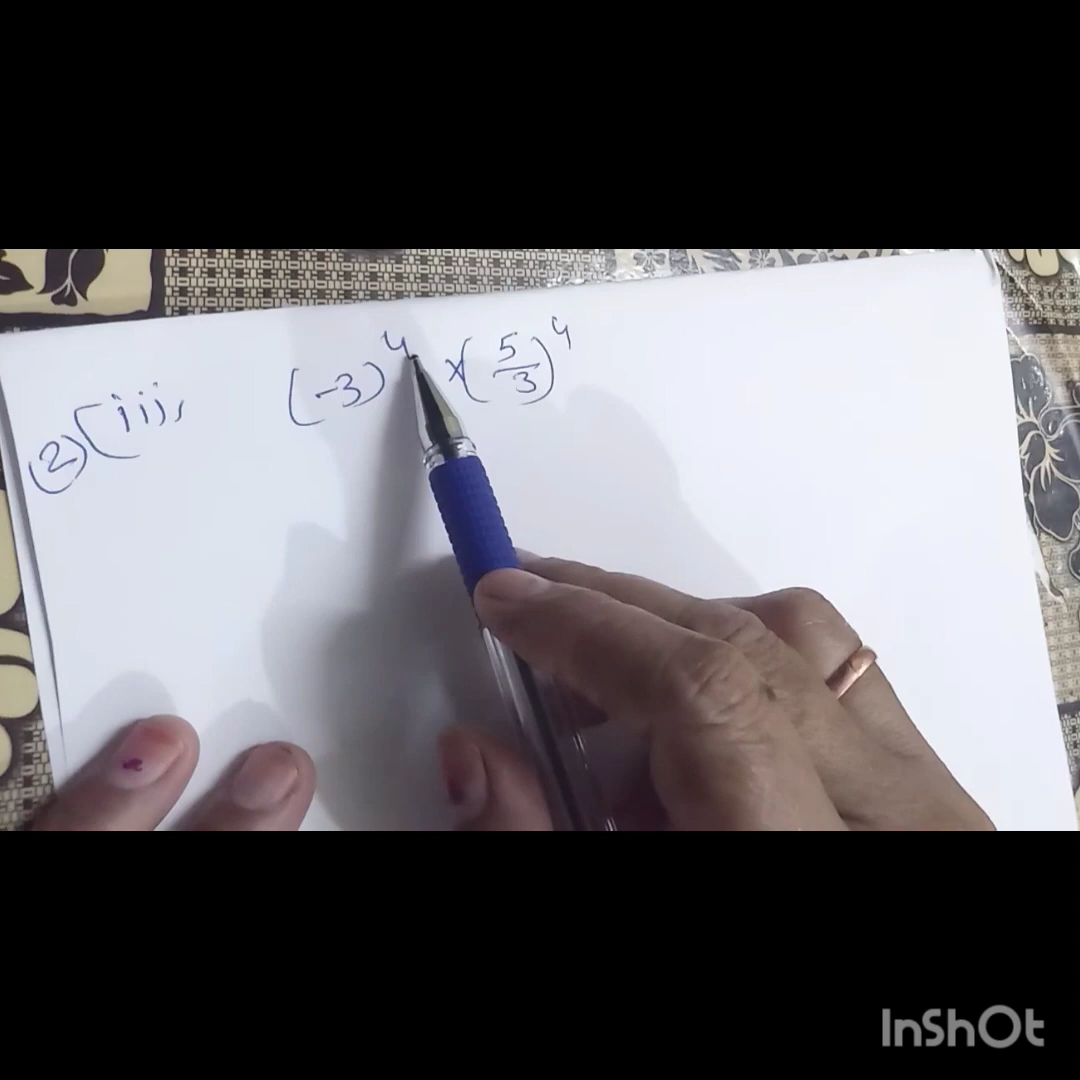 (2) (iii, (-3)⁴ × (5/3)⁴
InShOt